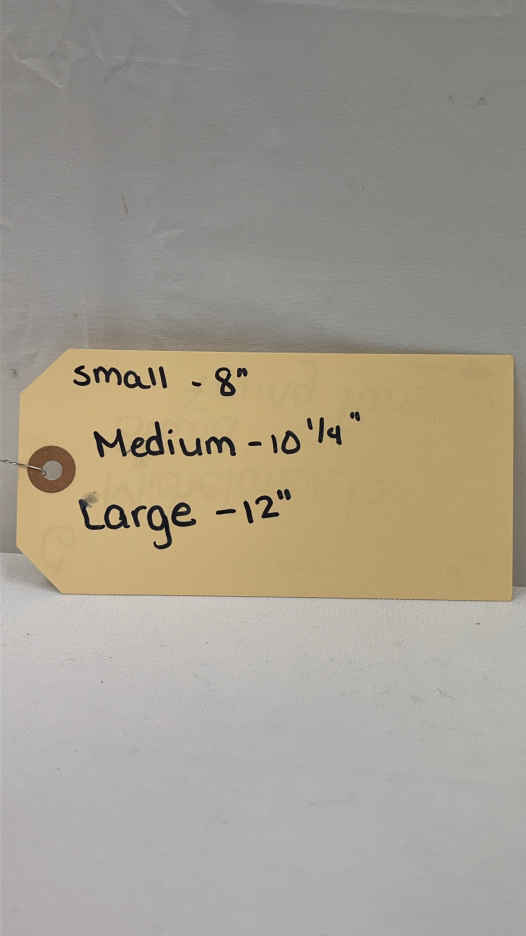 small - 8"
Medium - 10 1/4"
Large - 12"